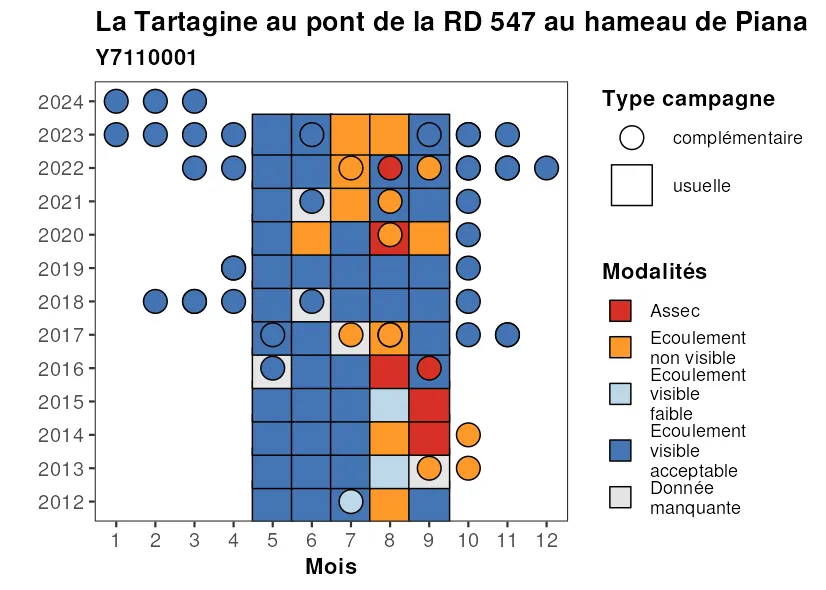 La Tartagine au pont de la RD 547 au hameau de Piana
Y7110001
2024
2023
2022
2021
2020
2019
2018
2017
2016
2015
2014
2013
2012
1 2 3 4 5 6 7 8 9 10 11 12
Mois
Type campagne
complémentaire
usuelle
Modalités
Assec
Ecoulement
non visible
Ecoulement
visible
faible
Ecoulement
visible
acceptable
Donnée
manquante